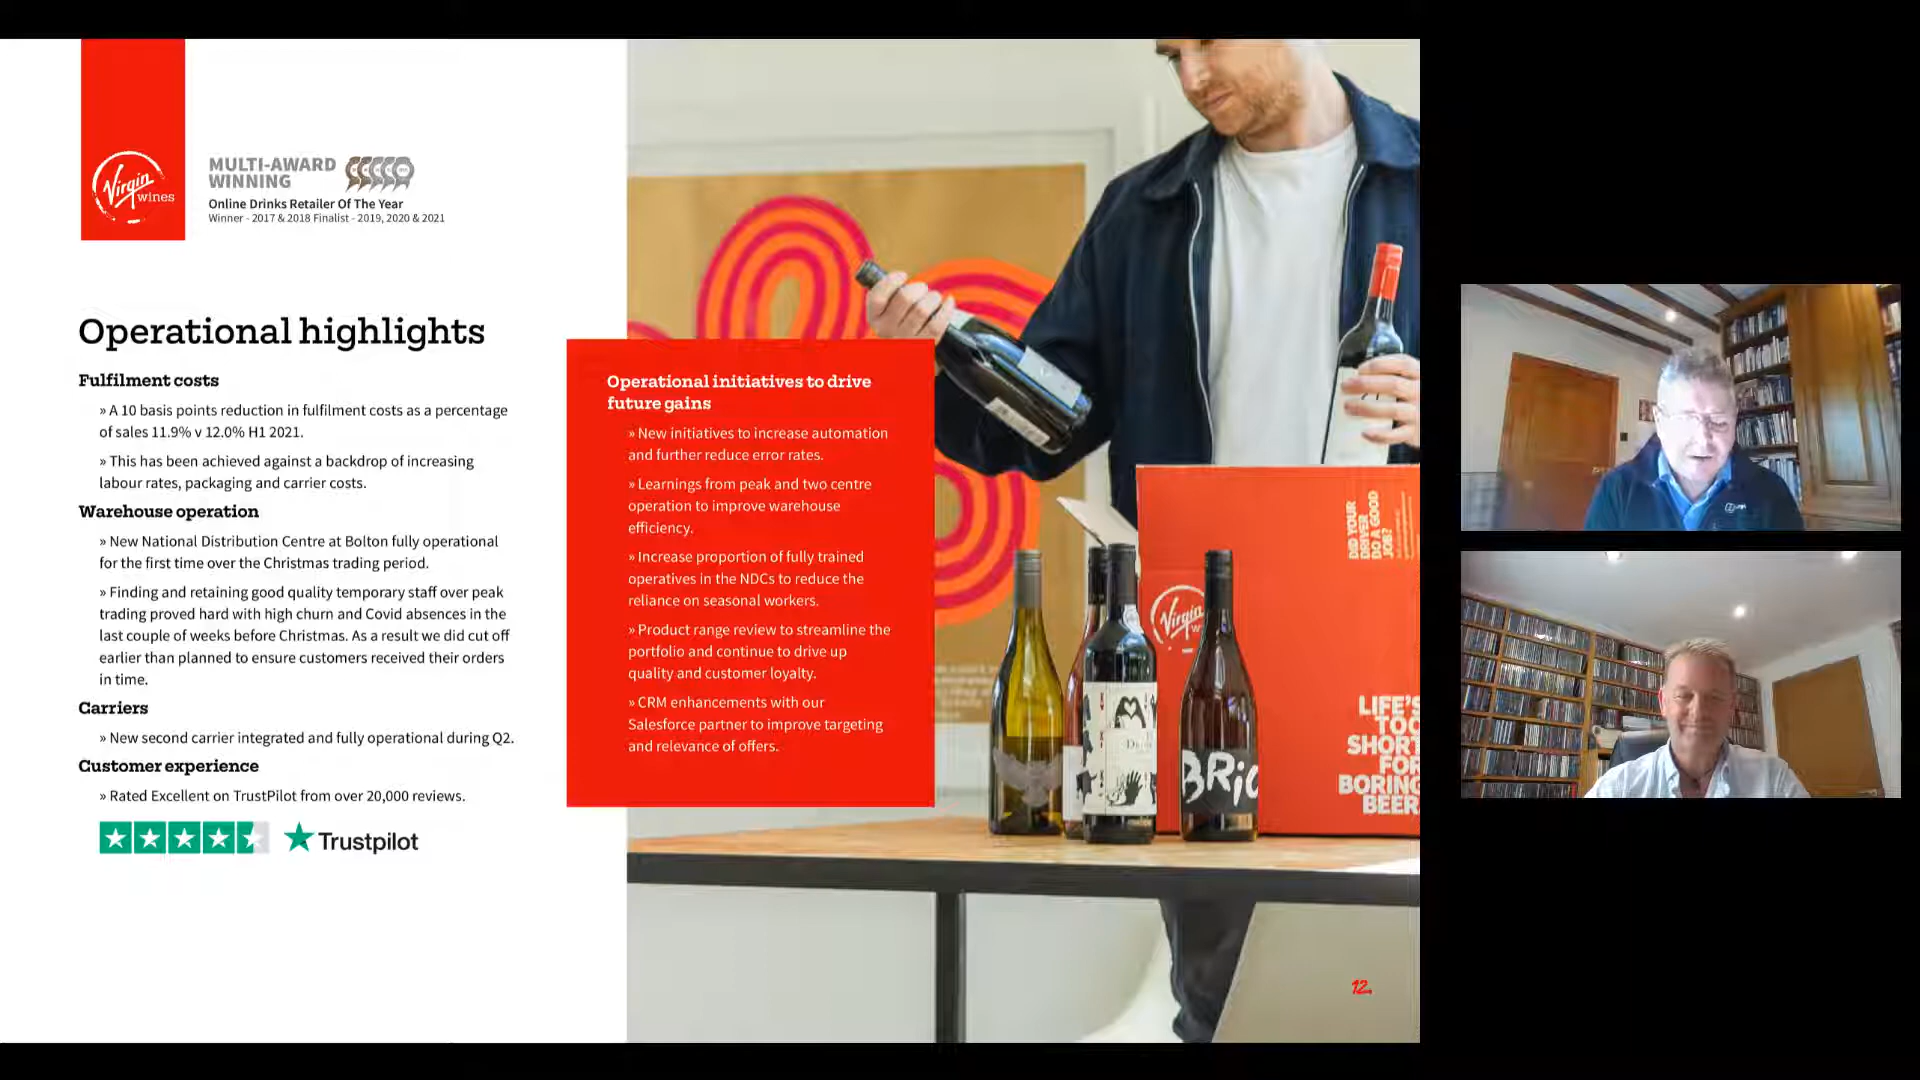 Virgin
wines
MULTI-AWARD
WINNING
Online Drinks Retailer Of The Year
Winner - 2017 & 2018 Finalist - 2019, 2020 & 2021
Operational highlights
Fulfilment costs
» A 10 basis points reduction in fulfilment costs as a percentage
of sales 11.9% v 12.0% H1 2021.
» This has been achieved against a backdrop of increasing
labour rates, packaging and carrier costs.
Warehouse operation
» New National Distribution Centre at Bolton fully operational
for the first time over the Christmas trading period.
» Finding and retaining good quality temporary staff over peak
trading proved hard with high churn and Covid absences in the
last couple of weeks before Christmas. As a result we did cut off
earlier than planned to ensure customers received their orders
in time.
Carriers
» New second carrier integrated and fully operational during Q2.
Customer experience
» Rated Excellent on TrustPilot from over 20,000 reviews.
Trustpilot
Operational initiatives to drive
future gains
» New initiatives to increase automation
and further reduce error rates.
» Learnings from peak and two centre
operation to improve warehouse
efficiency.
» Increase proportion of fully trained
operatives in the NDCs to reduce the
reliance on seasonal workers.
» Product range review to streamline the
portfolio and continue to drive up
quality and customer loyalty.
» CRM enhancements with our
Salesforce partner to improve targeting
and relevance of offers.
DID YOUR
DRIVER
DO A GOOD
JOB?
Virgin
BRIC
LIFE'S
TOO
SHORT
FOR
BORING
BEER
12